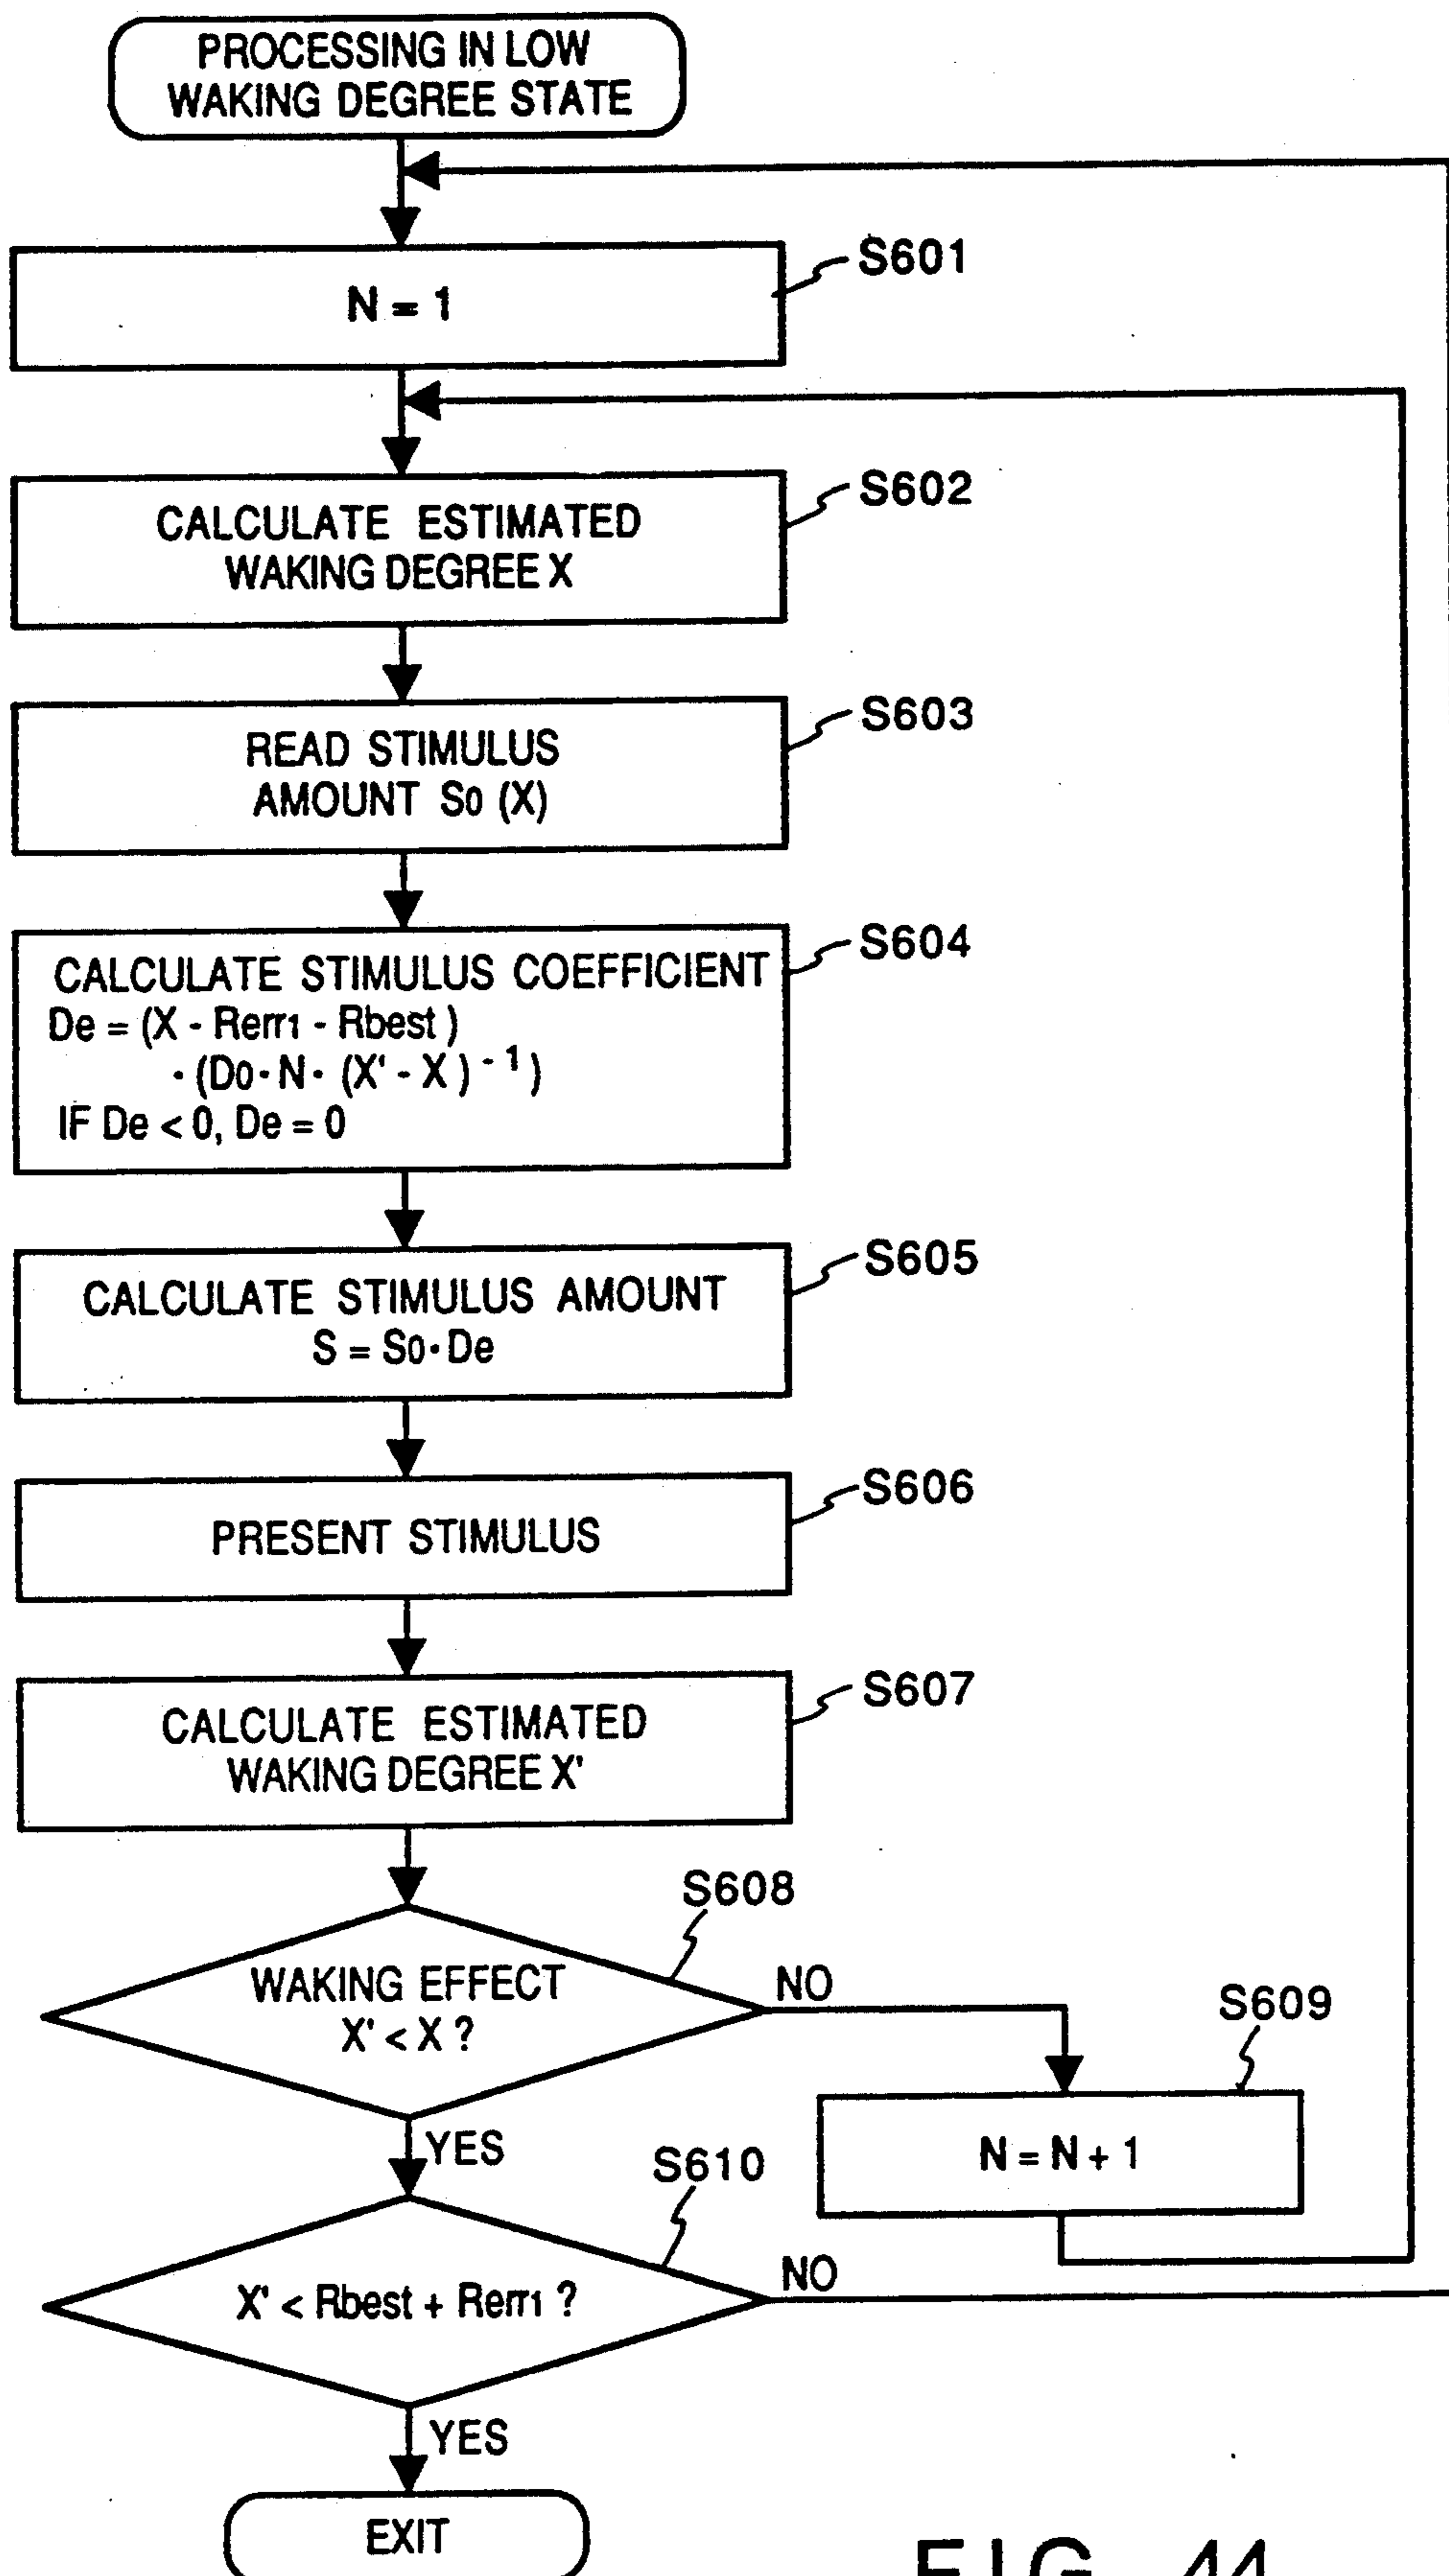 PROCESSING IN LOW
WAKING DEGREE STATE
S601
N = 1
S602
CALCULATE ESTIMATED
WAKING DEGREE X
S603
READ STIMULUS
AMOUNT S0 (X)
S604
CALCULATE STIMULUS COEFFICIENT
De = (X - Rerr1 - Rbest)
· (D0 · N · (X' - X)⁻¹)
IF De < 0, De = 0
S605
CALCULATE STIMULUS AMOUNT
S = S0 · De
S606
PRESENT STIMULUS
S607
CALCULATE ESTIMATED
WAKING DEGREE X'
S608
WAKING EFFECT
X' < X ?
NO
S609
N = N + 1
YES
S610
X' < Rbest + Rerr1 ?
NO
YES
EXIT
FIG. 44